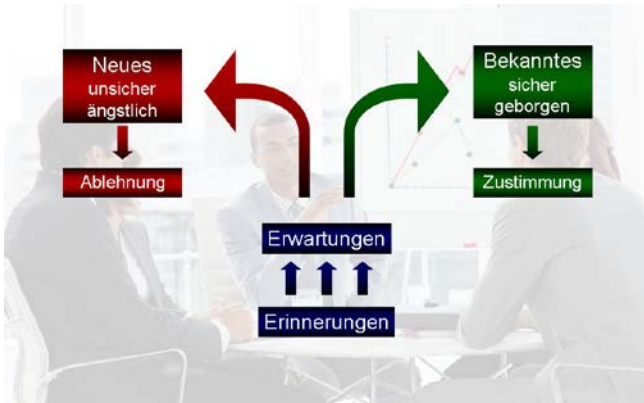 Neues
unsicher
ängstlich
Ablehnung
Bekanntes
sicher
geborgen
Zustimmung
Erwartungen
Erinnerungen